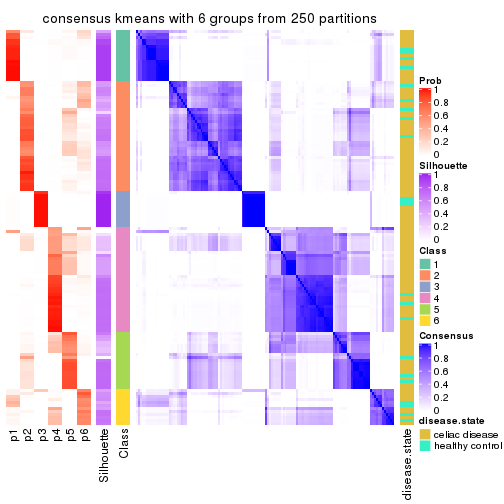 consensus kmeans with 6 groups from 250 partitions
Prob
1
0.8
0.6
0.4
0.2
0
Silhouette
1
0.8
0.6
0.4
0.2
0
Class
1
2
3
4
5
6
Consensus
1
0.8
0.6
0.4
0.2
0
disease.state
celiac disease
healthy control
p1
p2
p3
p4
p5
p6
Silhouette
Class
disease.state